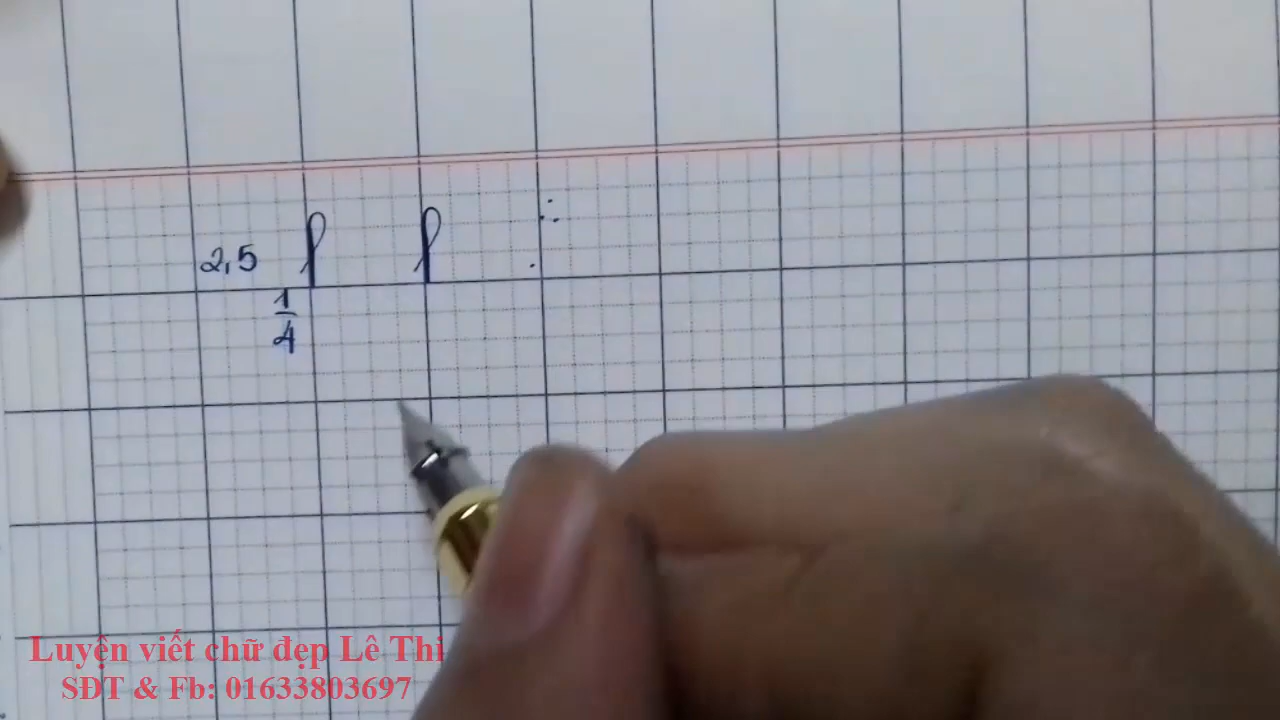 2,5 ꭍ ꭍ
1
4
Luyện viết chữ đẹp Lê Thi
SĐT & Fb: 01633803697